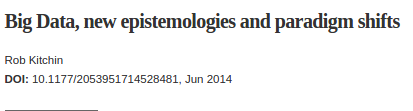 Big Data, new epistemologies and paradigm shifts
Rob Kitchin
DOI: 10.1177/2053951714528481, Jun 2014